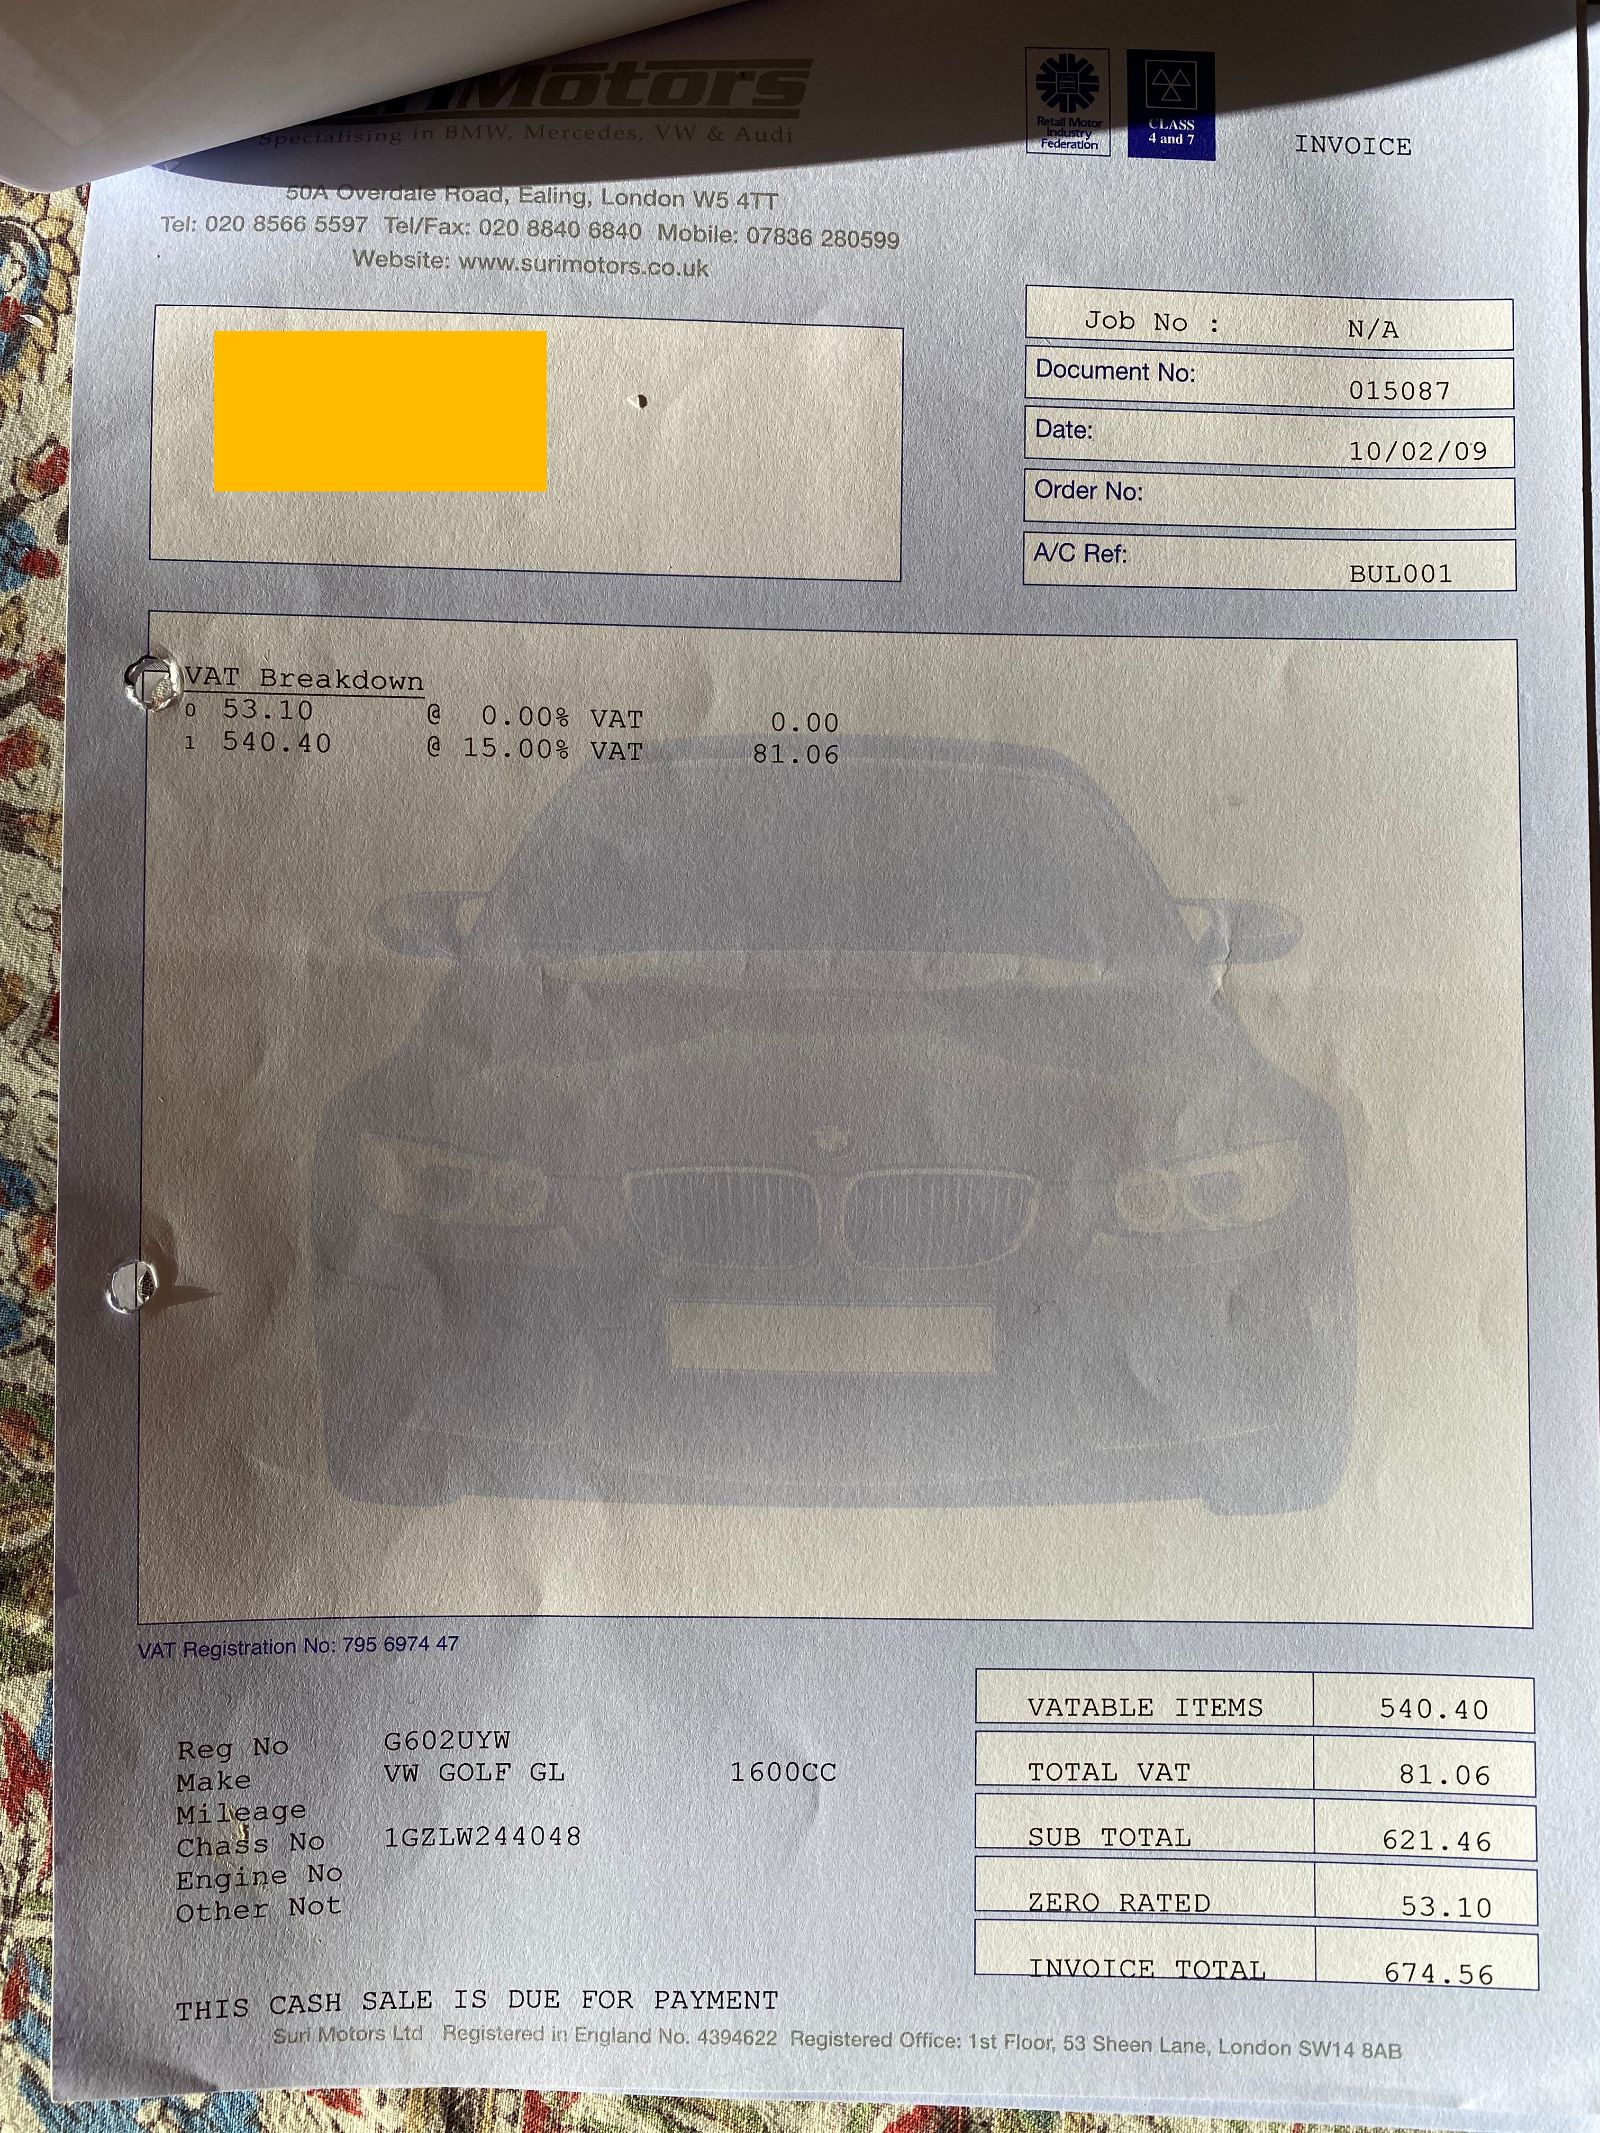 Motors
Specialising in BMW, Mercedes, VW & Audi
Retail Motor
Industry
Federation
CLASS
4 and 7
INVOICE
50A Overdale Road, Ealing, London W5 4TT
Tel: 020 8566 5597 Tel/Fax: 020 8840 6840 Mobile: 07836 280599
Website: www.surimotors.co.uk
Job No : N/A
Document No: 015087
Date: 10/02/09
Order No:
A/C Ref: BUL001
VAT Breakdown
0 53.10 @ 0.00% VAT 0.00
1 540.40 @ 15.00% VAT 81.06
VAT Registration No: 795 6974 47
Reg No G602UYW
Make VW GOLF GL 1600CC
Mileage
Chass No 1GZLW244048
Engine No
Other Not
VATABLE ITEMS 540.40
TOTAL VAT 81.06
SUB TOTAL 621.46
ZERO RATED 53.10
INVOICE TOTAL 674.56
THIS CASH SALE IS DUE FOR PAYMENT
Suri Motors Ltd Registered in England No. 4394622 Registered Office: 1st Floor, 53 Sheen Lane, London SW14 8AB